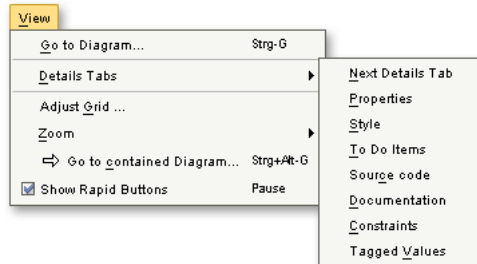 View
Go to Diagram... Strg-G
Details Tabs
Adjust Grid ...
Zoom
Go to contained Diagram... Strg+Alt-G
Show Rapid Buttons Pause
Next Details Tab
Properties
Style
To Do Items
Source code
Documentation
Constraints
Tagged Values